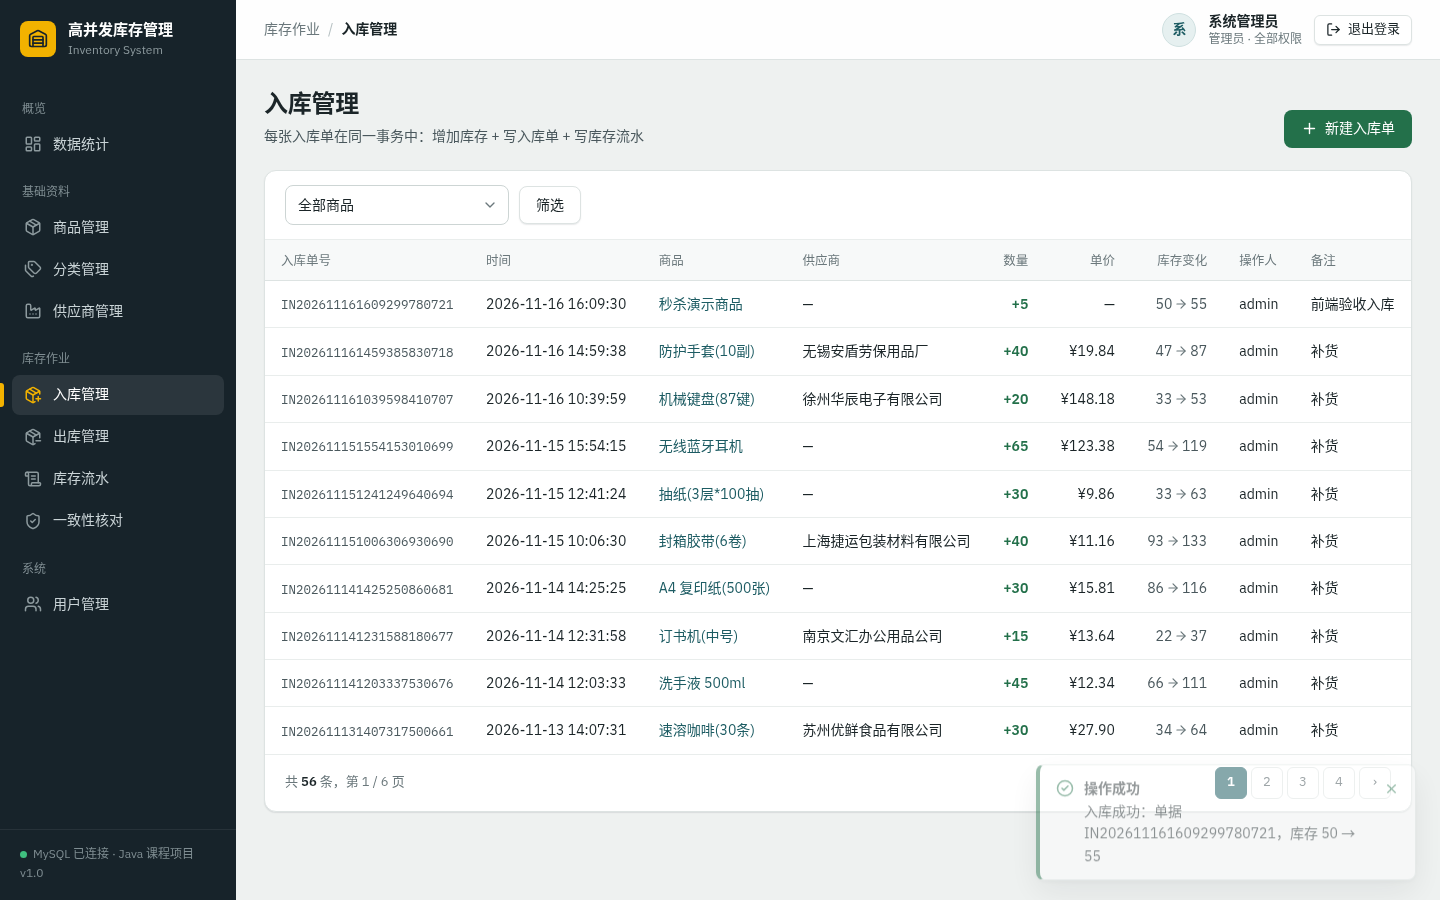 高并发库存管理
Inventory System
概览
数据统计
基础资料
商品管理
分类管理
供应商管理
库存作业
入库管理
出库管理
库存流水
一致性核对
系统
用户管理
MySQL 已连接 · Java 课程项目
v1.0
库存作业 / 入库管理
系
系统管理员
管理员 · 全部权限
退出登录
入库管理
每张入库单在同一事务中：增加库存 + 写入库单 + 写库存流水
新建入库单
全部商品
筛选
入库单号 时间 商品 供应商 数量 单价 库存变化 操作人 备注
IN202611161609299780721 2026-11-16 16:09:30 秒杀演示商品 — +5 — 50 → 55 admin 前端验收入库
IN202611161459385830718 2026-11-16 14:59:38 防护手套(10副) 无锡安盾劳保用品厂 +40 ¥19.84 47 → 87 admin 补货
IN202611161039598410707 2026-11-16 10:39:59 机械键盘(87键) 徐州华辰电子有限公司 +20 ¥148.18 33 → 53 admin 补货
IN202611151554153010699 2026-11-15 15:54:15 无线蓝牙耳机 — +65 ¥123.38 54 → 119 admin 补货
IN202611151241249640694 2026-11-15 12:41:24 抽纸(3层*100抽) — +30 ¥9.86 33 → 63 admin 补货
IN202611151006306930690 2026-11-15 10:06:30 封箱胶带(6卷) 上海捷运包装材料有限公司 +40 ¥11.16 93 → 133 admin 补货
IN202611141425250860681 2026-11-14 14:25:25 A4 复印纸(500张) — +30 ¥15.81 86 → 116 admin 补货
IN202611141231588180677 2026-11-14 12:31:58 订书机(中号) 南京文汇办公用品公司 +15 ¥13.64 22 → 37 admin 补货
IN202611141203337530676 2026-11-14 12:03:33 洗手液 500ml — +45 ¥12.34 66 → 111 admin 补货
IN202611131407317500661 2026-11-13 14:07:31 速溶咖啡(30条) 苏州优鲜食品有限公司 +30 ¥27.90 34 → 64 admin 补货
共 56 条，第 1 / 6 页
1 2 3 4 ›
操作成功
入库成功：单据
IN202611161609299780721，库存 50 →
55